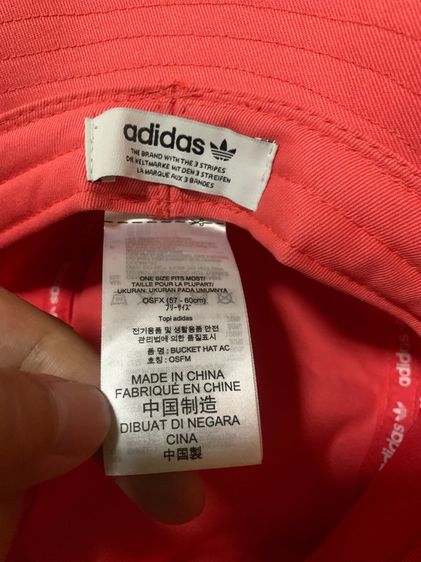 adidas
THE BRAND WITH THE 3 STRIPES
DIE WELTMARKE MIT DEN 3 STREIFEN
LA MARQUE AUX 3 BANDES
ONE SIZE FITS MOST/
TAILLE POUR LA PLUPART/
UKURAN: UKURAN PADA UMUMNYA
OSFX (57 - 60cm)
フリーサイズ
Topi adidas
전기용품 및 생활용품 안전
관리법에 의한 품질표시
품 명 : BUCKET HAT AC
호칭 : OSFM
MADE IN CHINA
FABRIQUÉ EN CHINE
中国制造
DIBUAT DI NEGARA
CINA
中国製
adidas
adidas